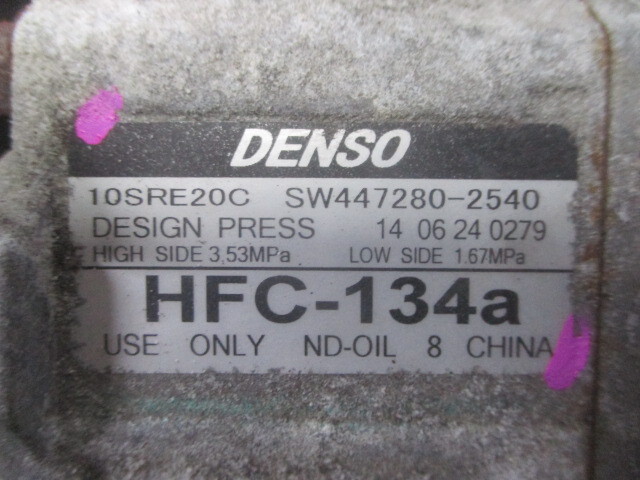 DENSO
10SRE20C SW447280-2540
DESIGN PRESS 14 06 24 0279
HIGH SIDE 3,53MPa LOW SIDE 1.67MPa
HFC-134a
USE ONLY ND-OIL 8 CHINA